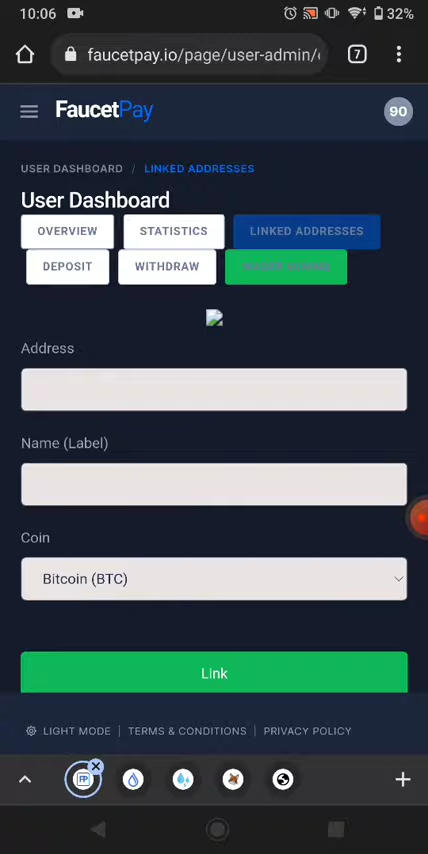 10:06
32%
faucetpay.io/page/user-admin/
7
FaucetPay
90
USER DASHBOARD / LINKED ADDRESSES
User Dashboard
OVERVIEW
STATISTICS
LINKED ADDRESSES
DEPOSIT
WITHDRAW
Address
Name (Label)
Coin
Bitcoin (BTC)
Link
LIGHT MODE | TERMS & CONDITIONS | PRIVACY POLICY
FP